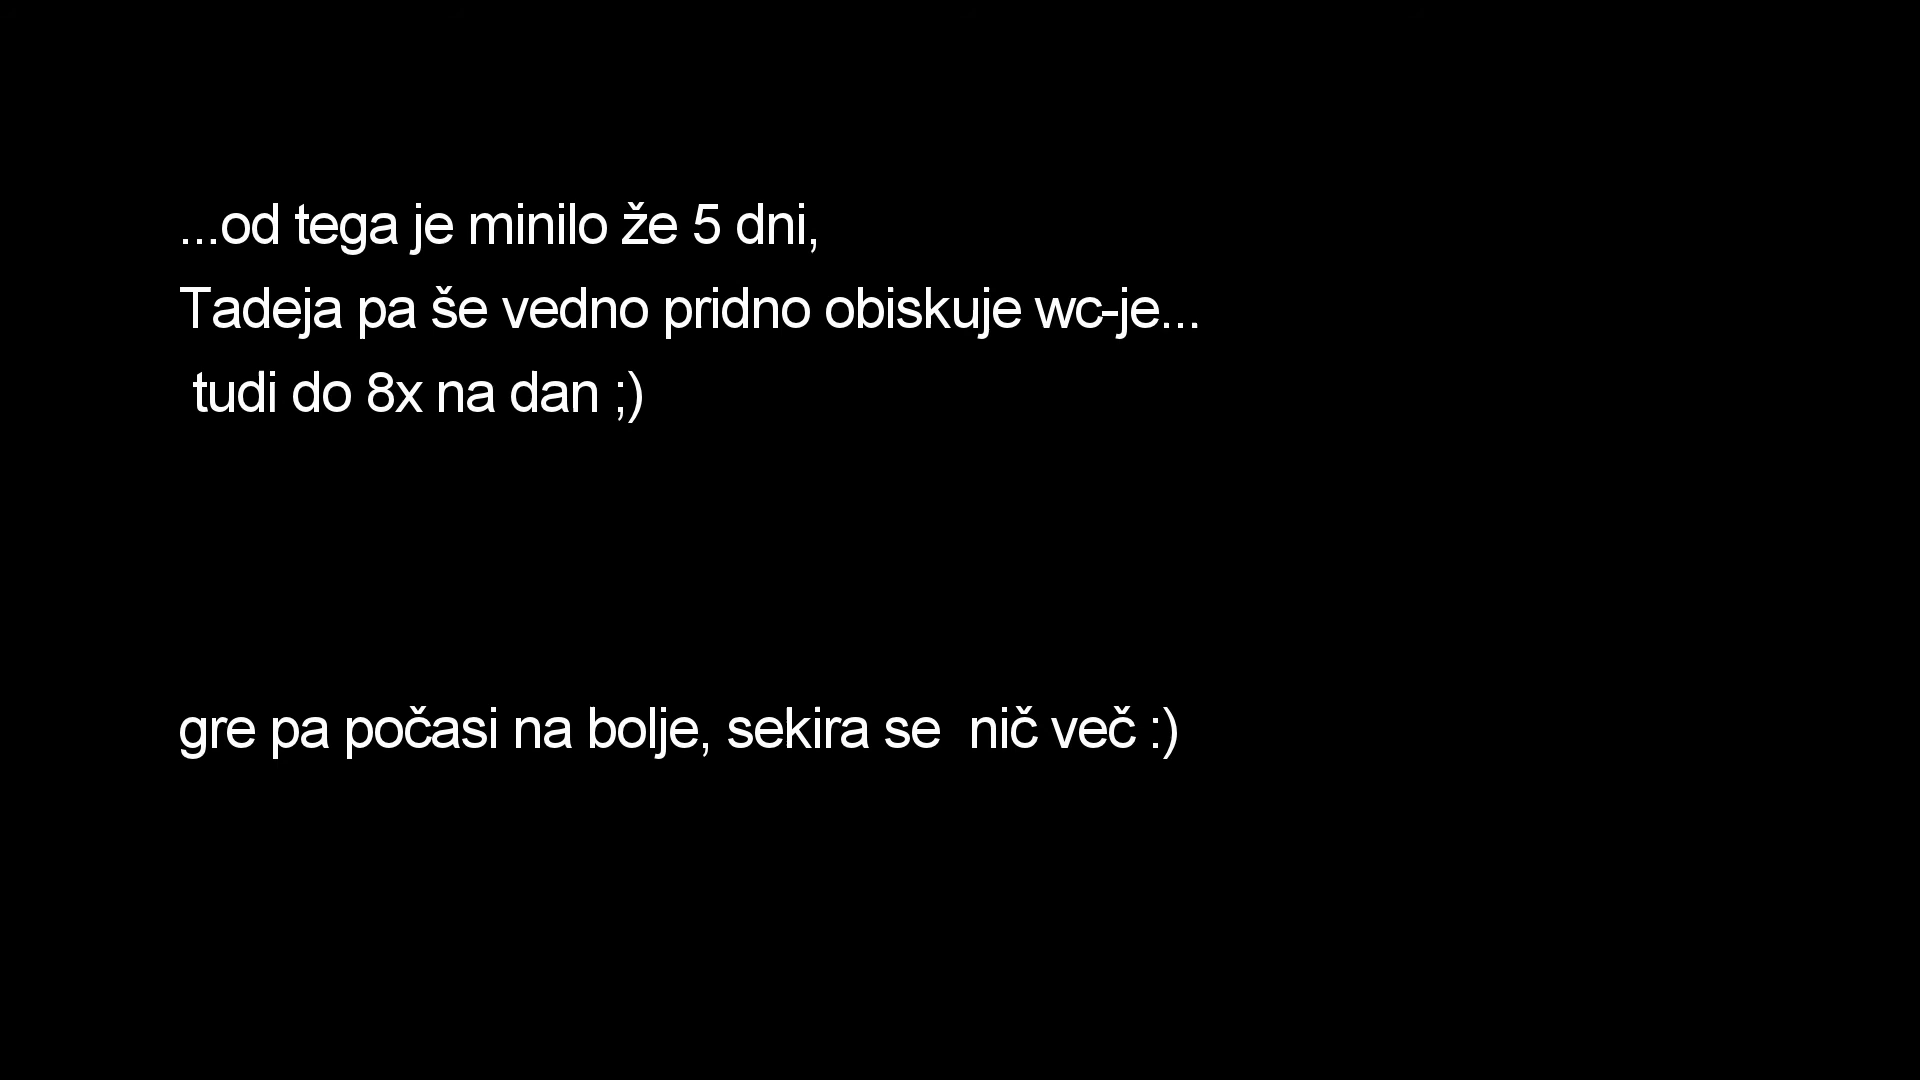 ...od tega je minilo že 5 dni,
Tadeja pa še vedno pridno obiskuje wc-je...
tudi do 8x na dan ;)
gre pa počasi na bolje, sekira se  nič več :)